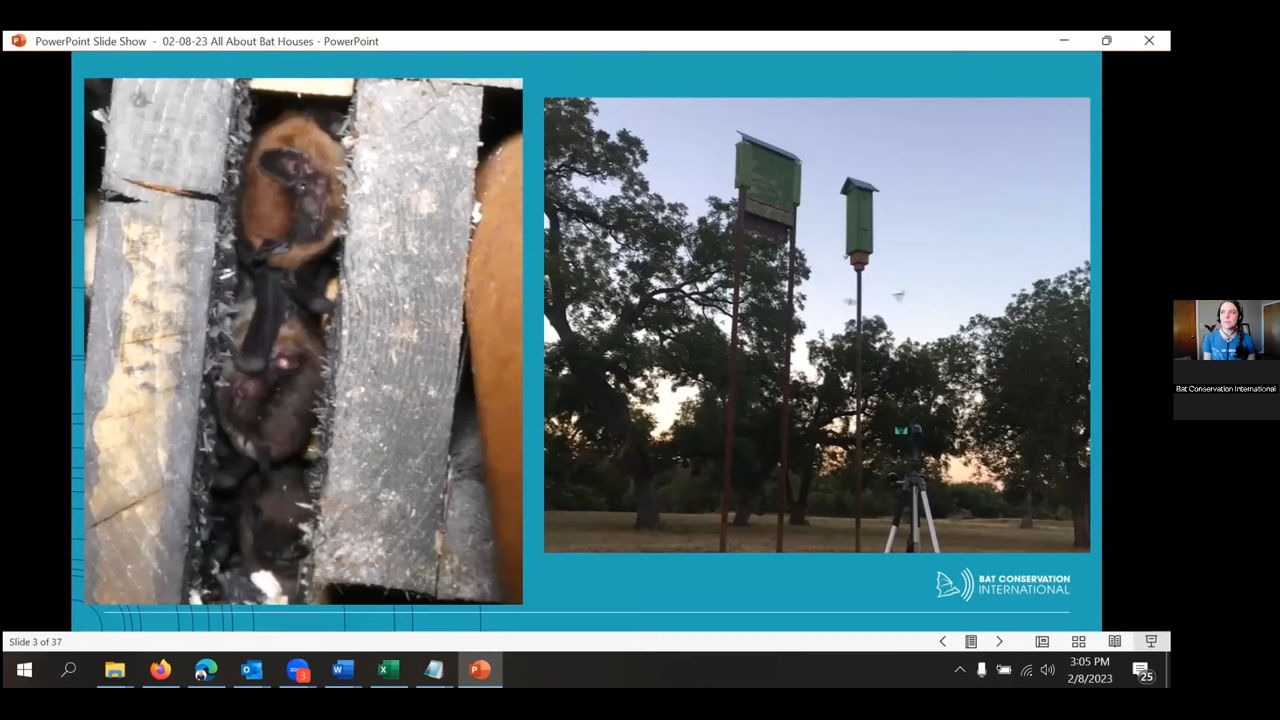 PowerPoint Slide Show - 02-08-23 All About Bat Houses - PowerPoint
BAT CONSERVATION
INTERNATIONAL
Bat Conservation International
Slide 3 of 37
3
3:05 PM
2/8/2023
25